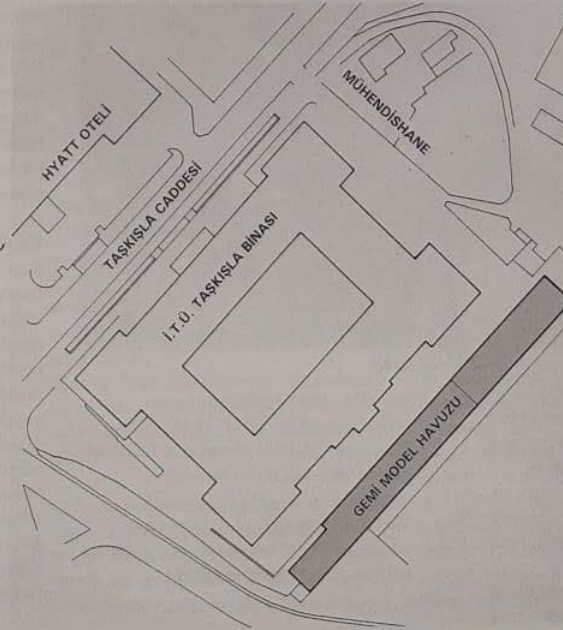 HYATT OTELİ
TAŞKIŞLA CADDESİ
MÜHENDİSHANE
İ.T.Ü. TAŞKIŞLA BİNASI
GEMİ MODEL HAVUZU